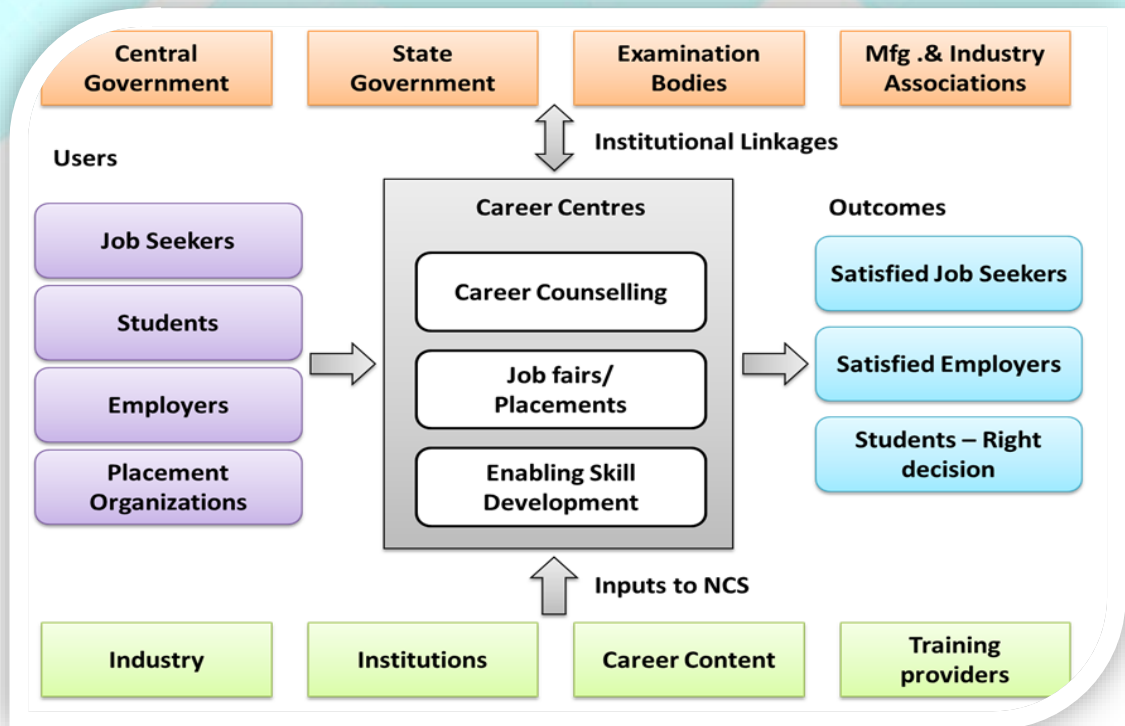 Central
Government
State
Government
Examination
Bodies
Mfg .& Industry
Associations
Institutional Linkages
Users
Job Seekers
Students
Employers
Placement
Organizations
Career Centres
Career Counselling
Job fairs/
Placements
Enabling Skill
Development
Outcomes
Satisfied Job Seekers
Satisfied Employers
Students – Right
decision
Inputs to NCS
Industry
Institutions
Career Content
Training
providers